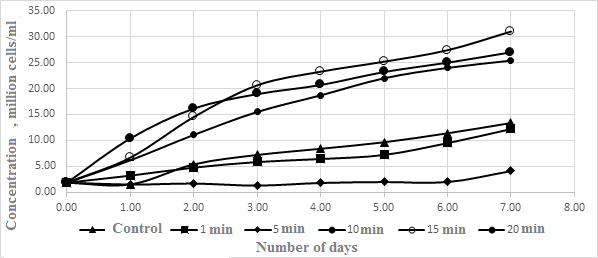 Concentration , million cells/ml
35.00
30.00
25.00
20.00
15.00
10.00
5.00
0.00
0.00 1.00 2.00 3.00 4.00 5.00 6.00 7.00 8.00
Control 1 min 5 min 10 min 15 min 20 min
Number of days